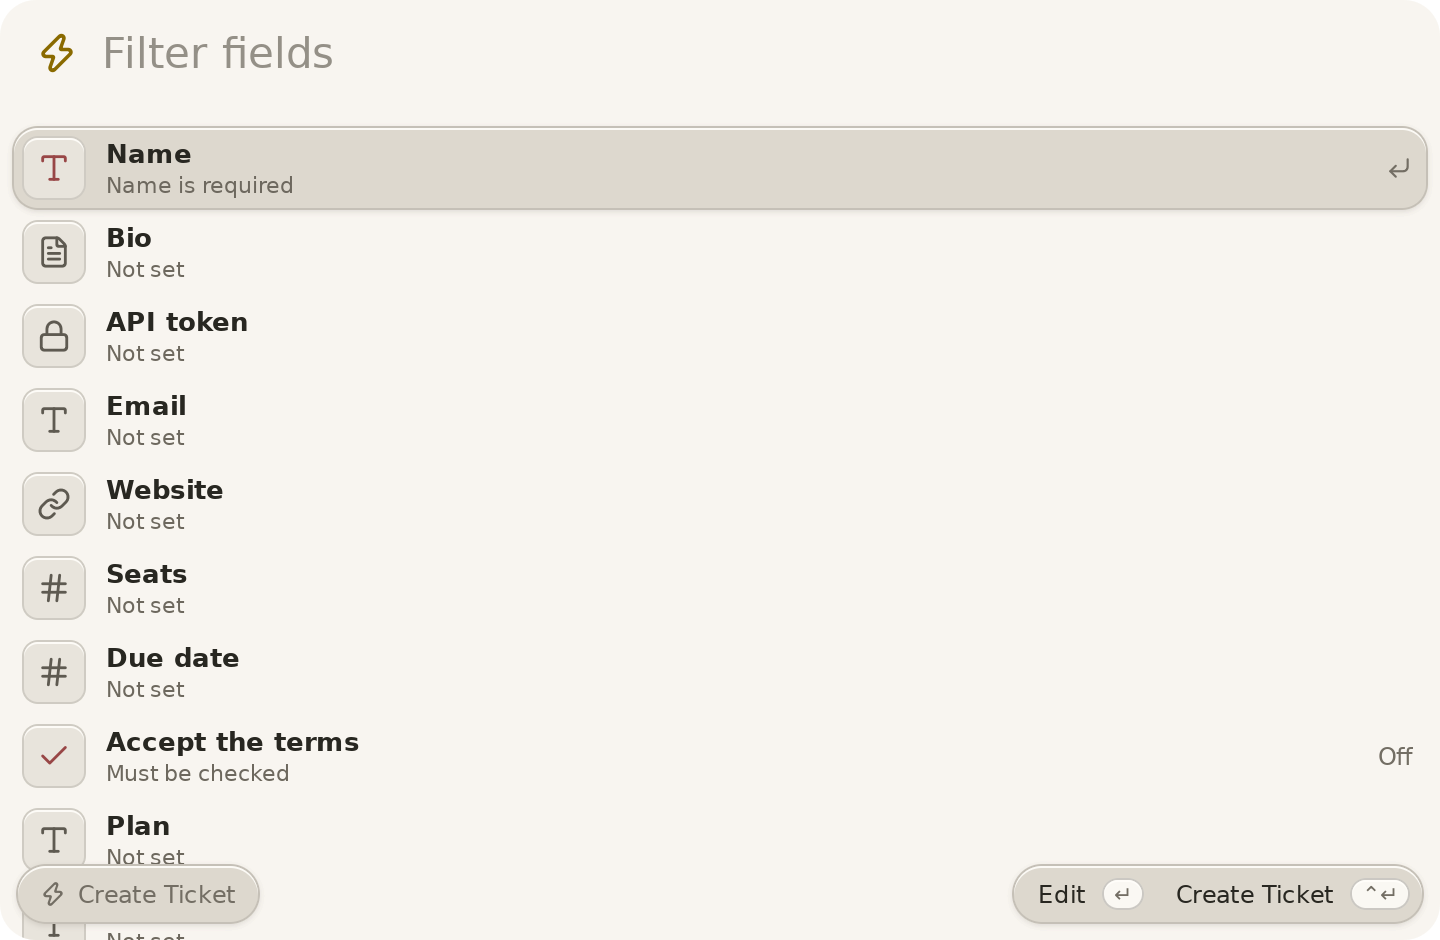 Filter fields
Name
Name is required
Bio
Not set
API token
Not set
Email
Not set
Website
Not set
Seats
Not set
Due date
Not set
Accept the terms
Must be checked
Off
Plan
Not set
Create Ticket
Edit
Create Ticket
Not set